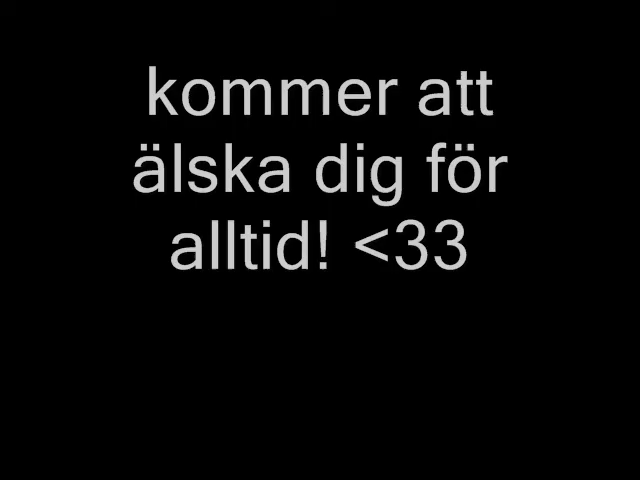 kommer att
älska dig för
alltid! <33